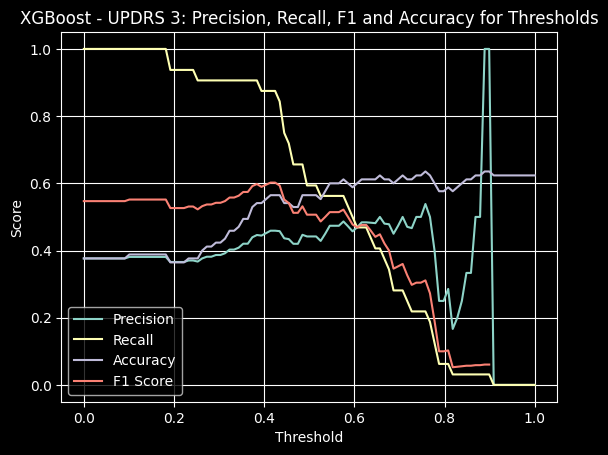 XGBoost - UPDRS 3: Precision, Recall, F1 and Accuracy for Thresholds
1.0
0.8
0.6
0.4
0.2
0.0
Score
Precision
Recall
Accuracy
F1 Score
0.0 0.2 0.4 0.6 0.8 1.0
Threshold